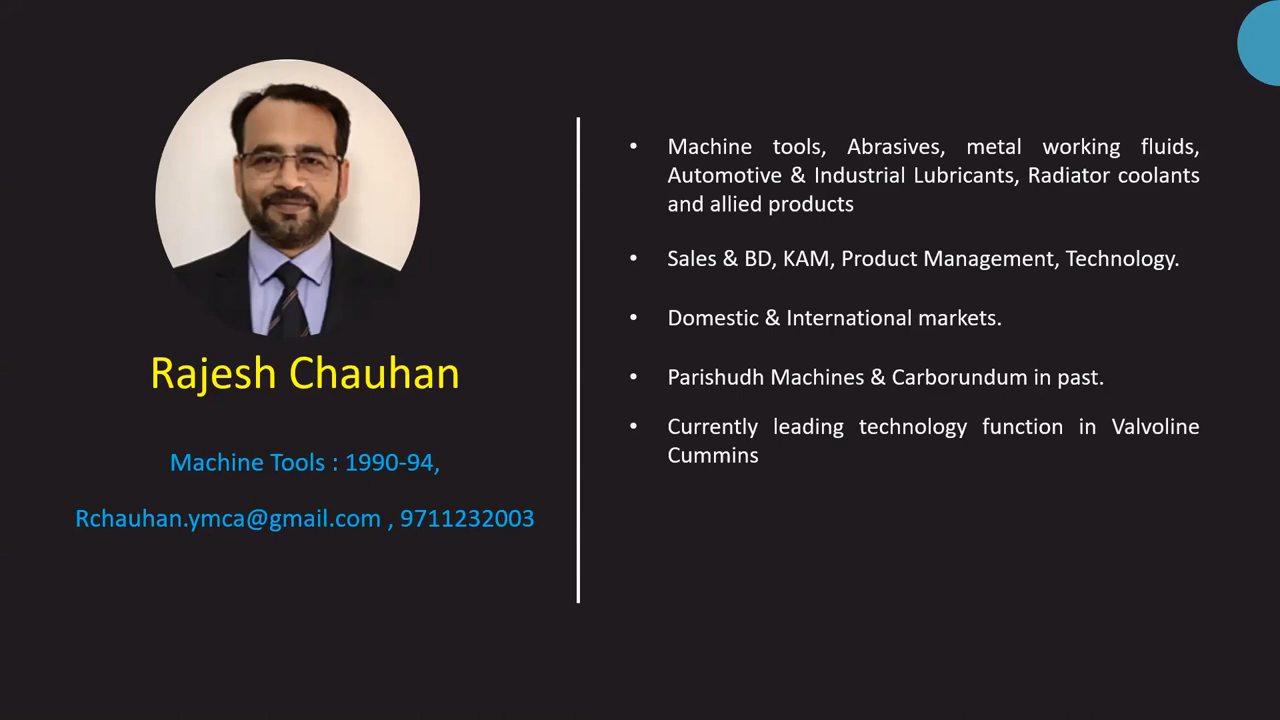 Rajesh Chauhan
Machine Tools : 1990-94,
Rchauhan.ymca@gmail.com , 9711232003
• Machine tools, Abrasives, metal working fluids,
Automotive & Industrial Lubricants, Radiator coolants
and allied products
• Sales & BD, KAM, Product Management, Technology.
• Domestic & International markets.
• Parishudh Machines & Carborundum in past.
• Currently leading technology function in Valvoline
Cummins